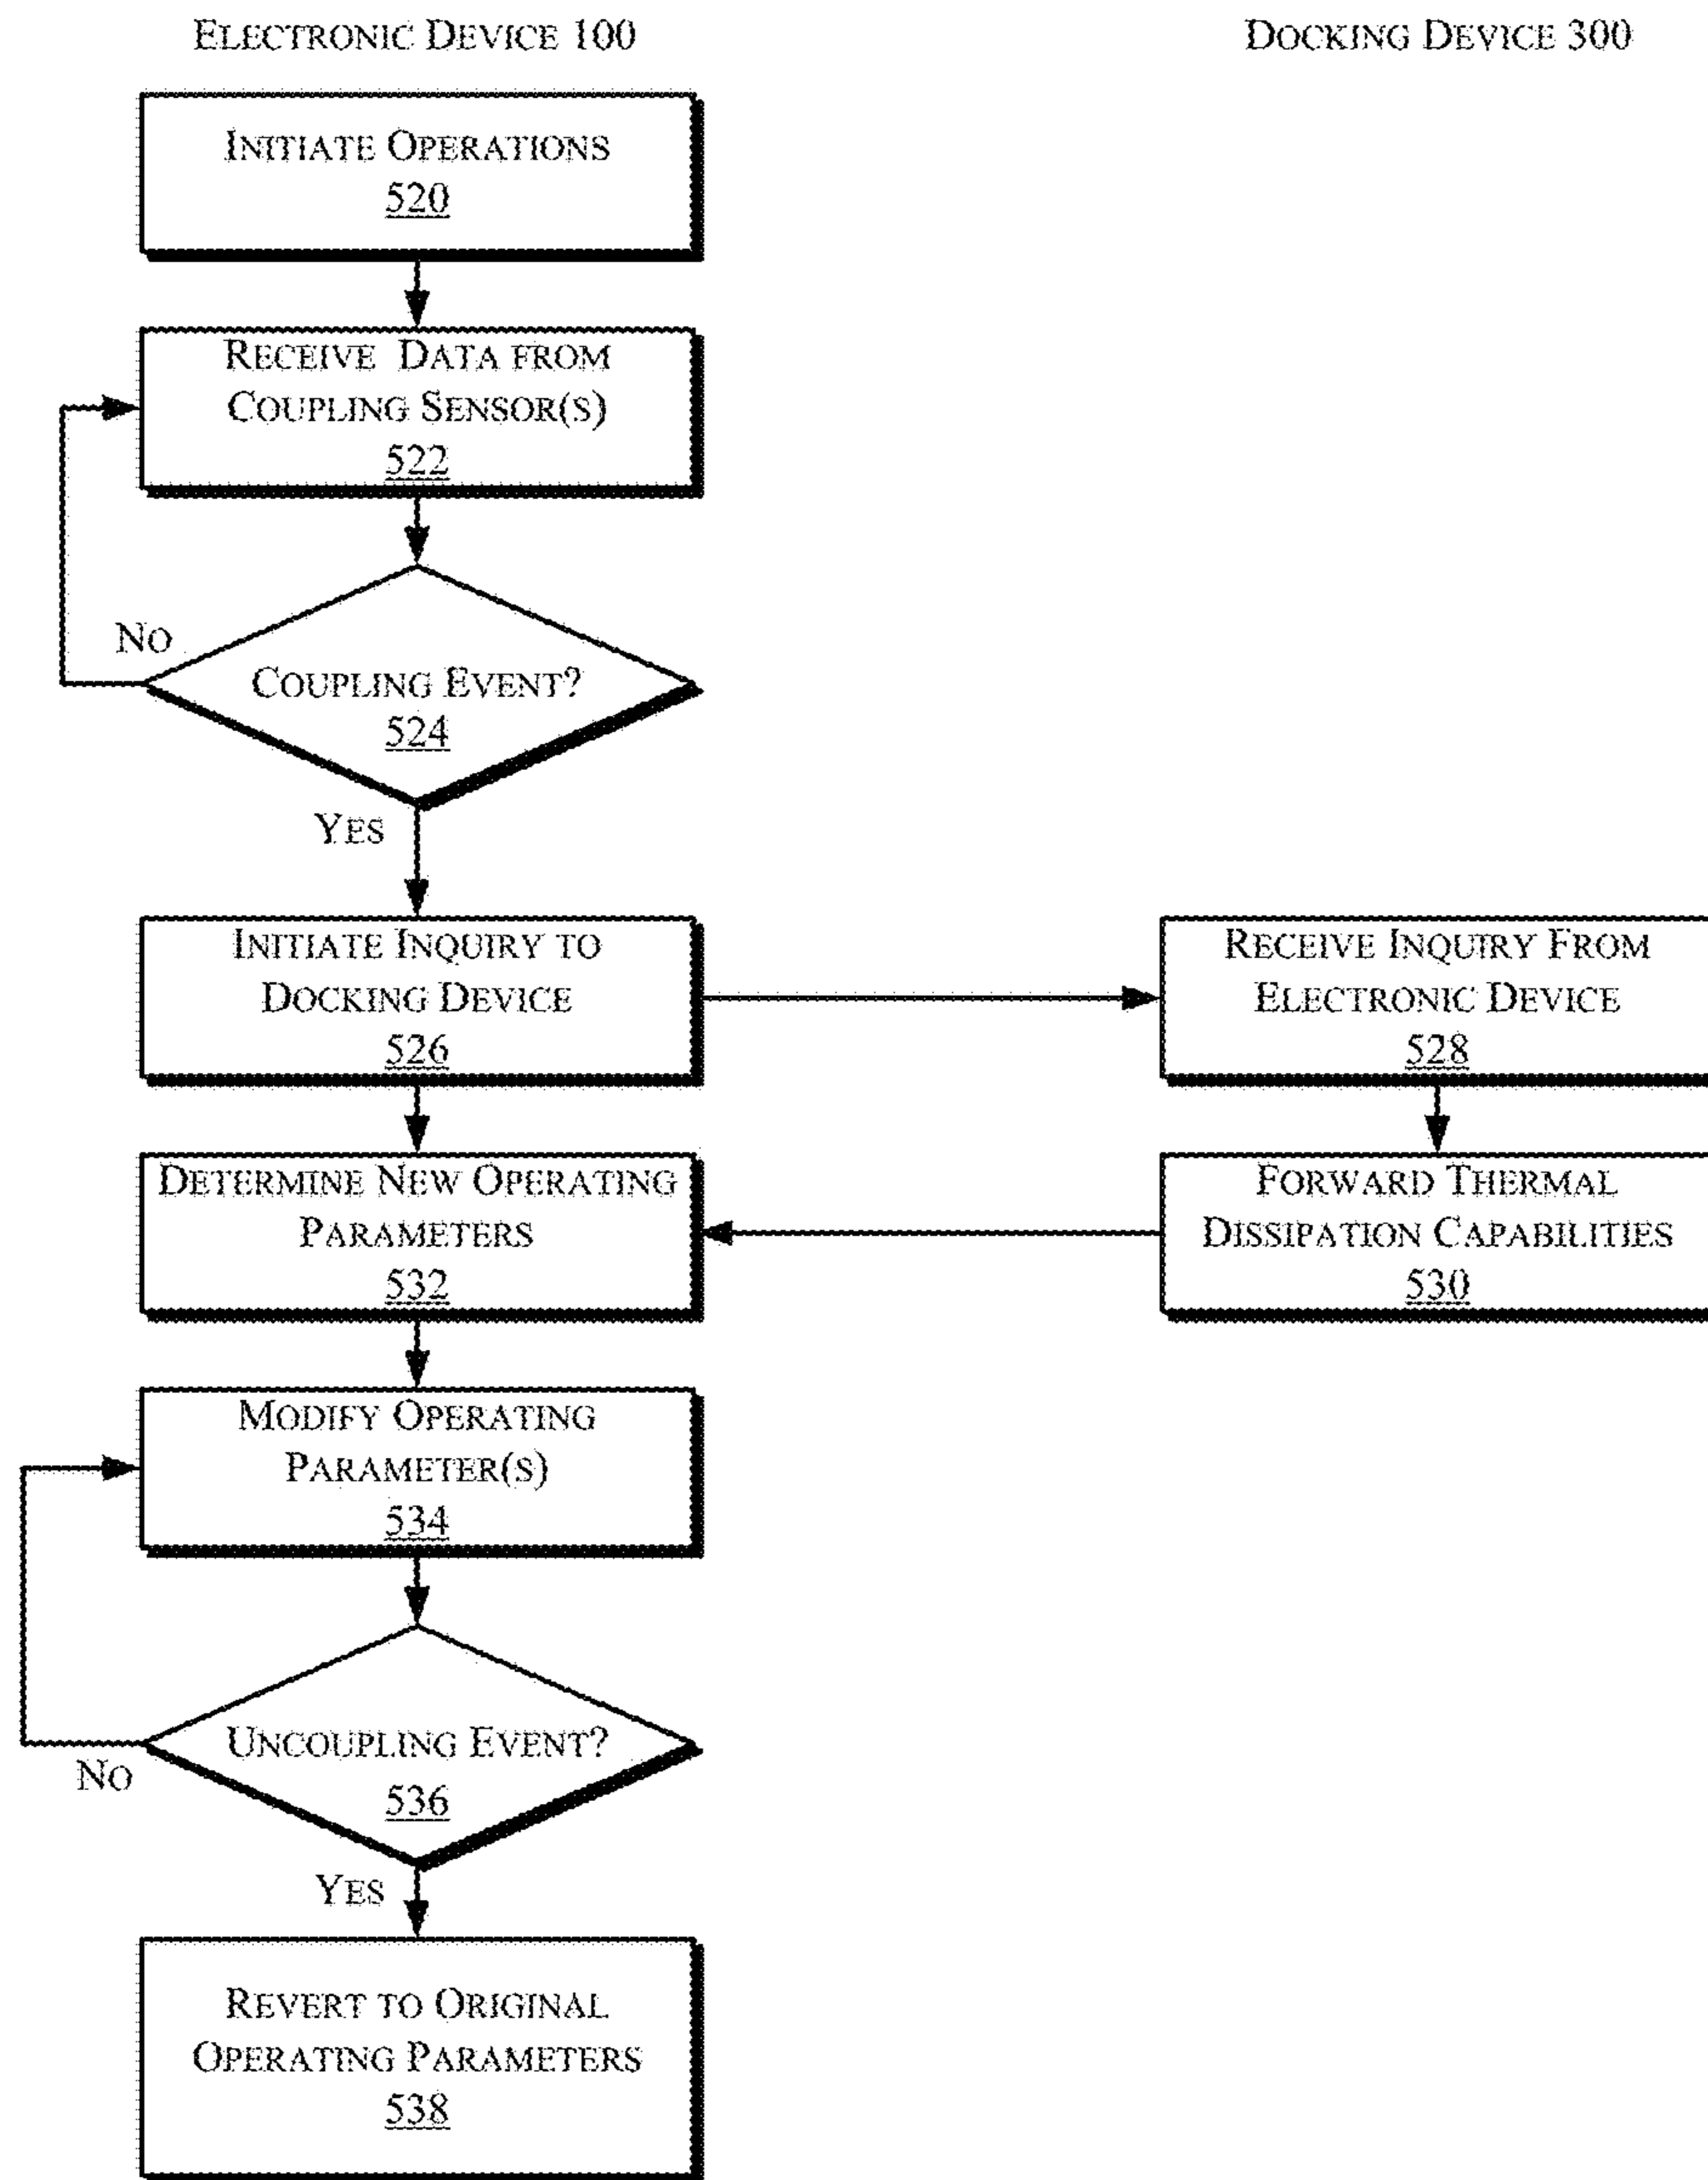 ELECTRONIC DEVICE 100
DOCKING DEVICE 300
INITIATE OPERATIONS
520
RECEIVE DATA FROM
COUPLING SENSOR(S)
522
NO
COUPLING EVENT?
524
YES
INITIATE INQUIRY TO
DOCKING DEVICE
526
RECEIVE INQUIRY FROM
ELECTRONIC DEVICE
528
DETERMINE NEW OPERATING
PARAMETERS
532
FORWARD THERMAL
DISSIPATION CAPABILITIES
530
MODIFY OPERATING
PARAMETER(S)
534
UNCOUPLING EVENT?
536
NO
YES
REVERT TO ORIGINAL
OPERATING PARAMETERS
538